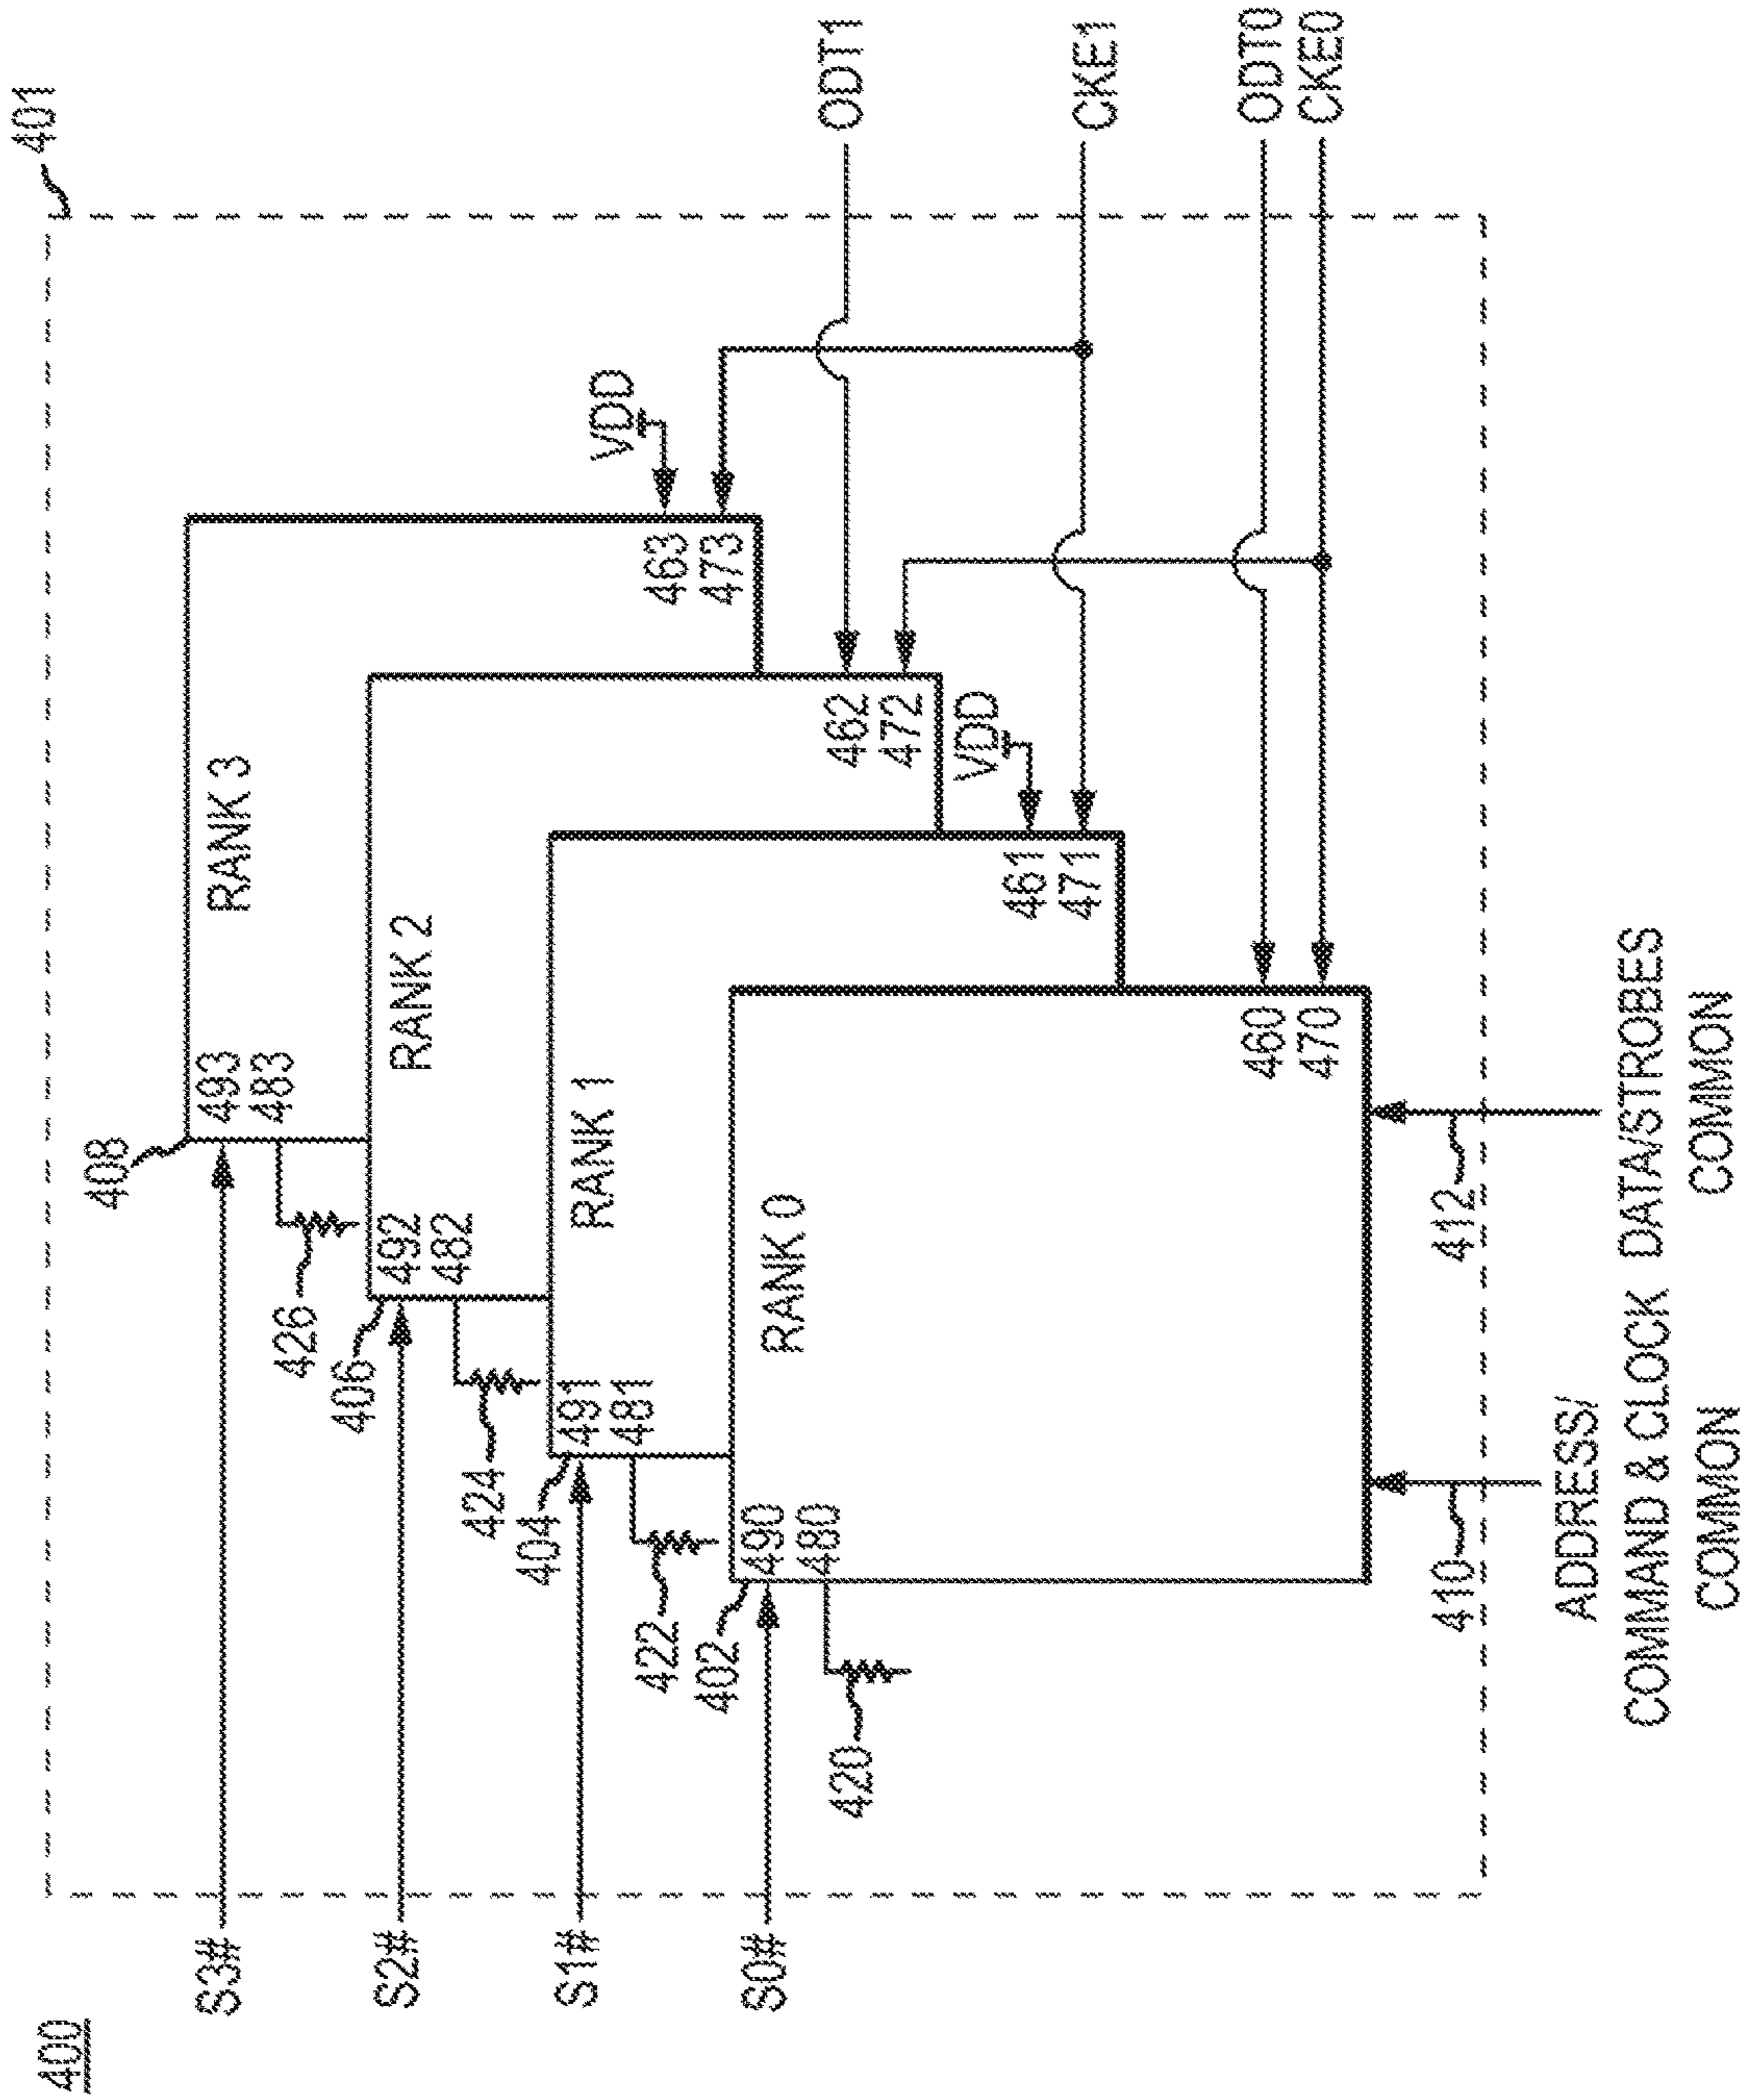 400
401
S3#
S2#
S1#
S0#
408
493
483
426
RANK 3
VDD
463
473
406
492
482
424
RANK 2
462
472
ODT1
404
491
481
422
RANK 1
VDD
461
471
CKE1
402
490
480
420
RANK 0
460
470
ODT0
CKE0
410
412
ADDRESS/
COMMAND & CLOCK
COMMON
DATA/STROBES
COMMON